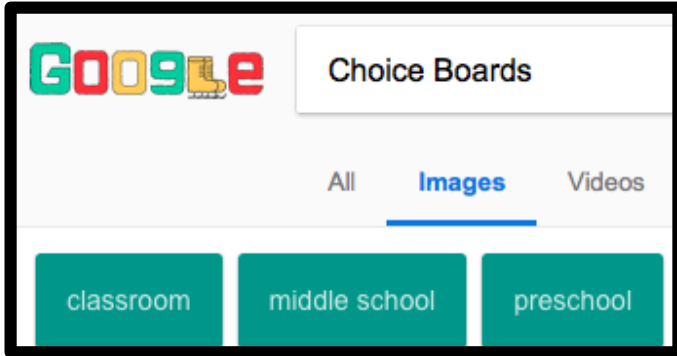 Google
Choice Boards
All Images Videos
classroom middle school preschool